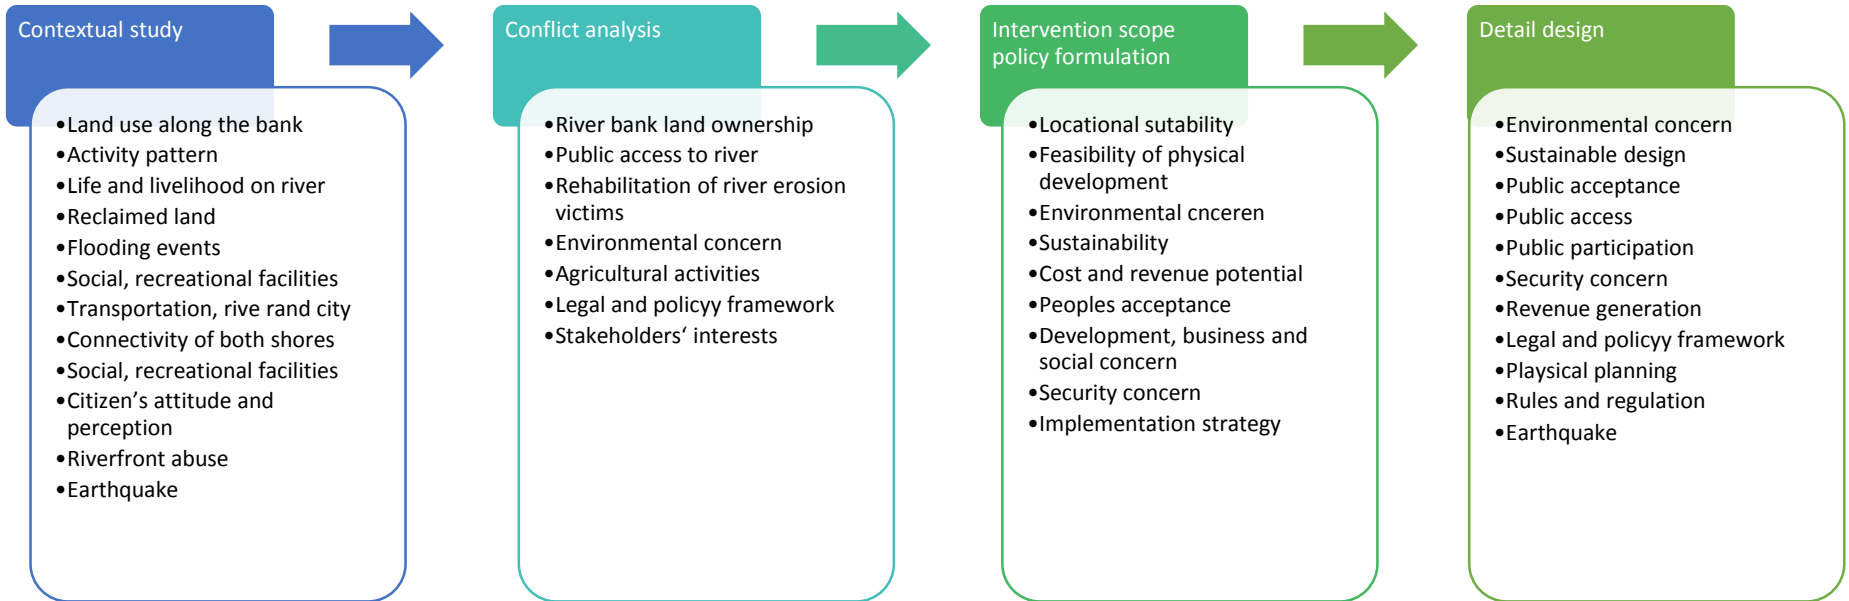 Contextual study
•Land use along the bank
•Activity pattern
•Life and livelihood on river
•Reclaimed land
•Flooding events
•Social, recreational facilities
•Transportation, rive rand city
•Connectivity of both shores
•Social, recreational facilities
•Citizen’s attitude and
perception
•Riverfront abuse
•Earthquake
Conflict analysis
•River bank land ownership
•Public access to river
•Rehabilitation of river erosion
victims
•Environmental concern
•Agricultural activities
•Legal and policyy framework
•Stakeholders‘ interests
Intervention scope
policy formulation
•Locational sutability
•Feasibility of physical
development
•Environmental cnceren
•Sustainability
•Cost and revenue potential
•Peoples acceptance
•Development, business and
social concern
•Security concern
•Implementation strategy
Detail design
•Environmental concern
•Sustainable design
•Public acceptance
•Public access
•Public participation
•Security concern
•Revenue generation
•Legal and policyy framework
•Playsical planning
•Rules and regulation
•Earthquake